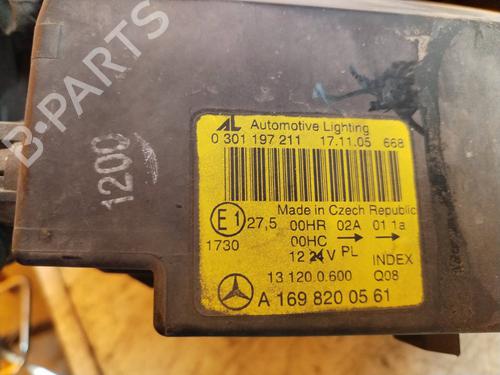 1200
AL Automotive Lighting
0 301 197 211 17.11.05 668
Made in Czech Republic
E1 27,5 00HR 02A 01 1a
1730 00HC → →
12 24 V PL INDEX
13 120.0.600 Q08
A 169 820 05 61
B-PARTS